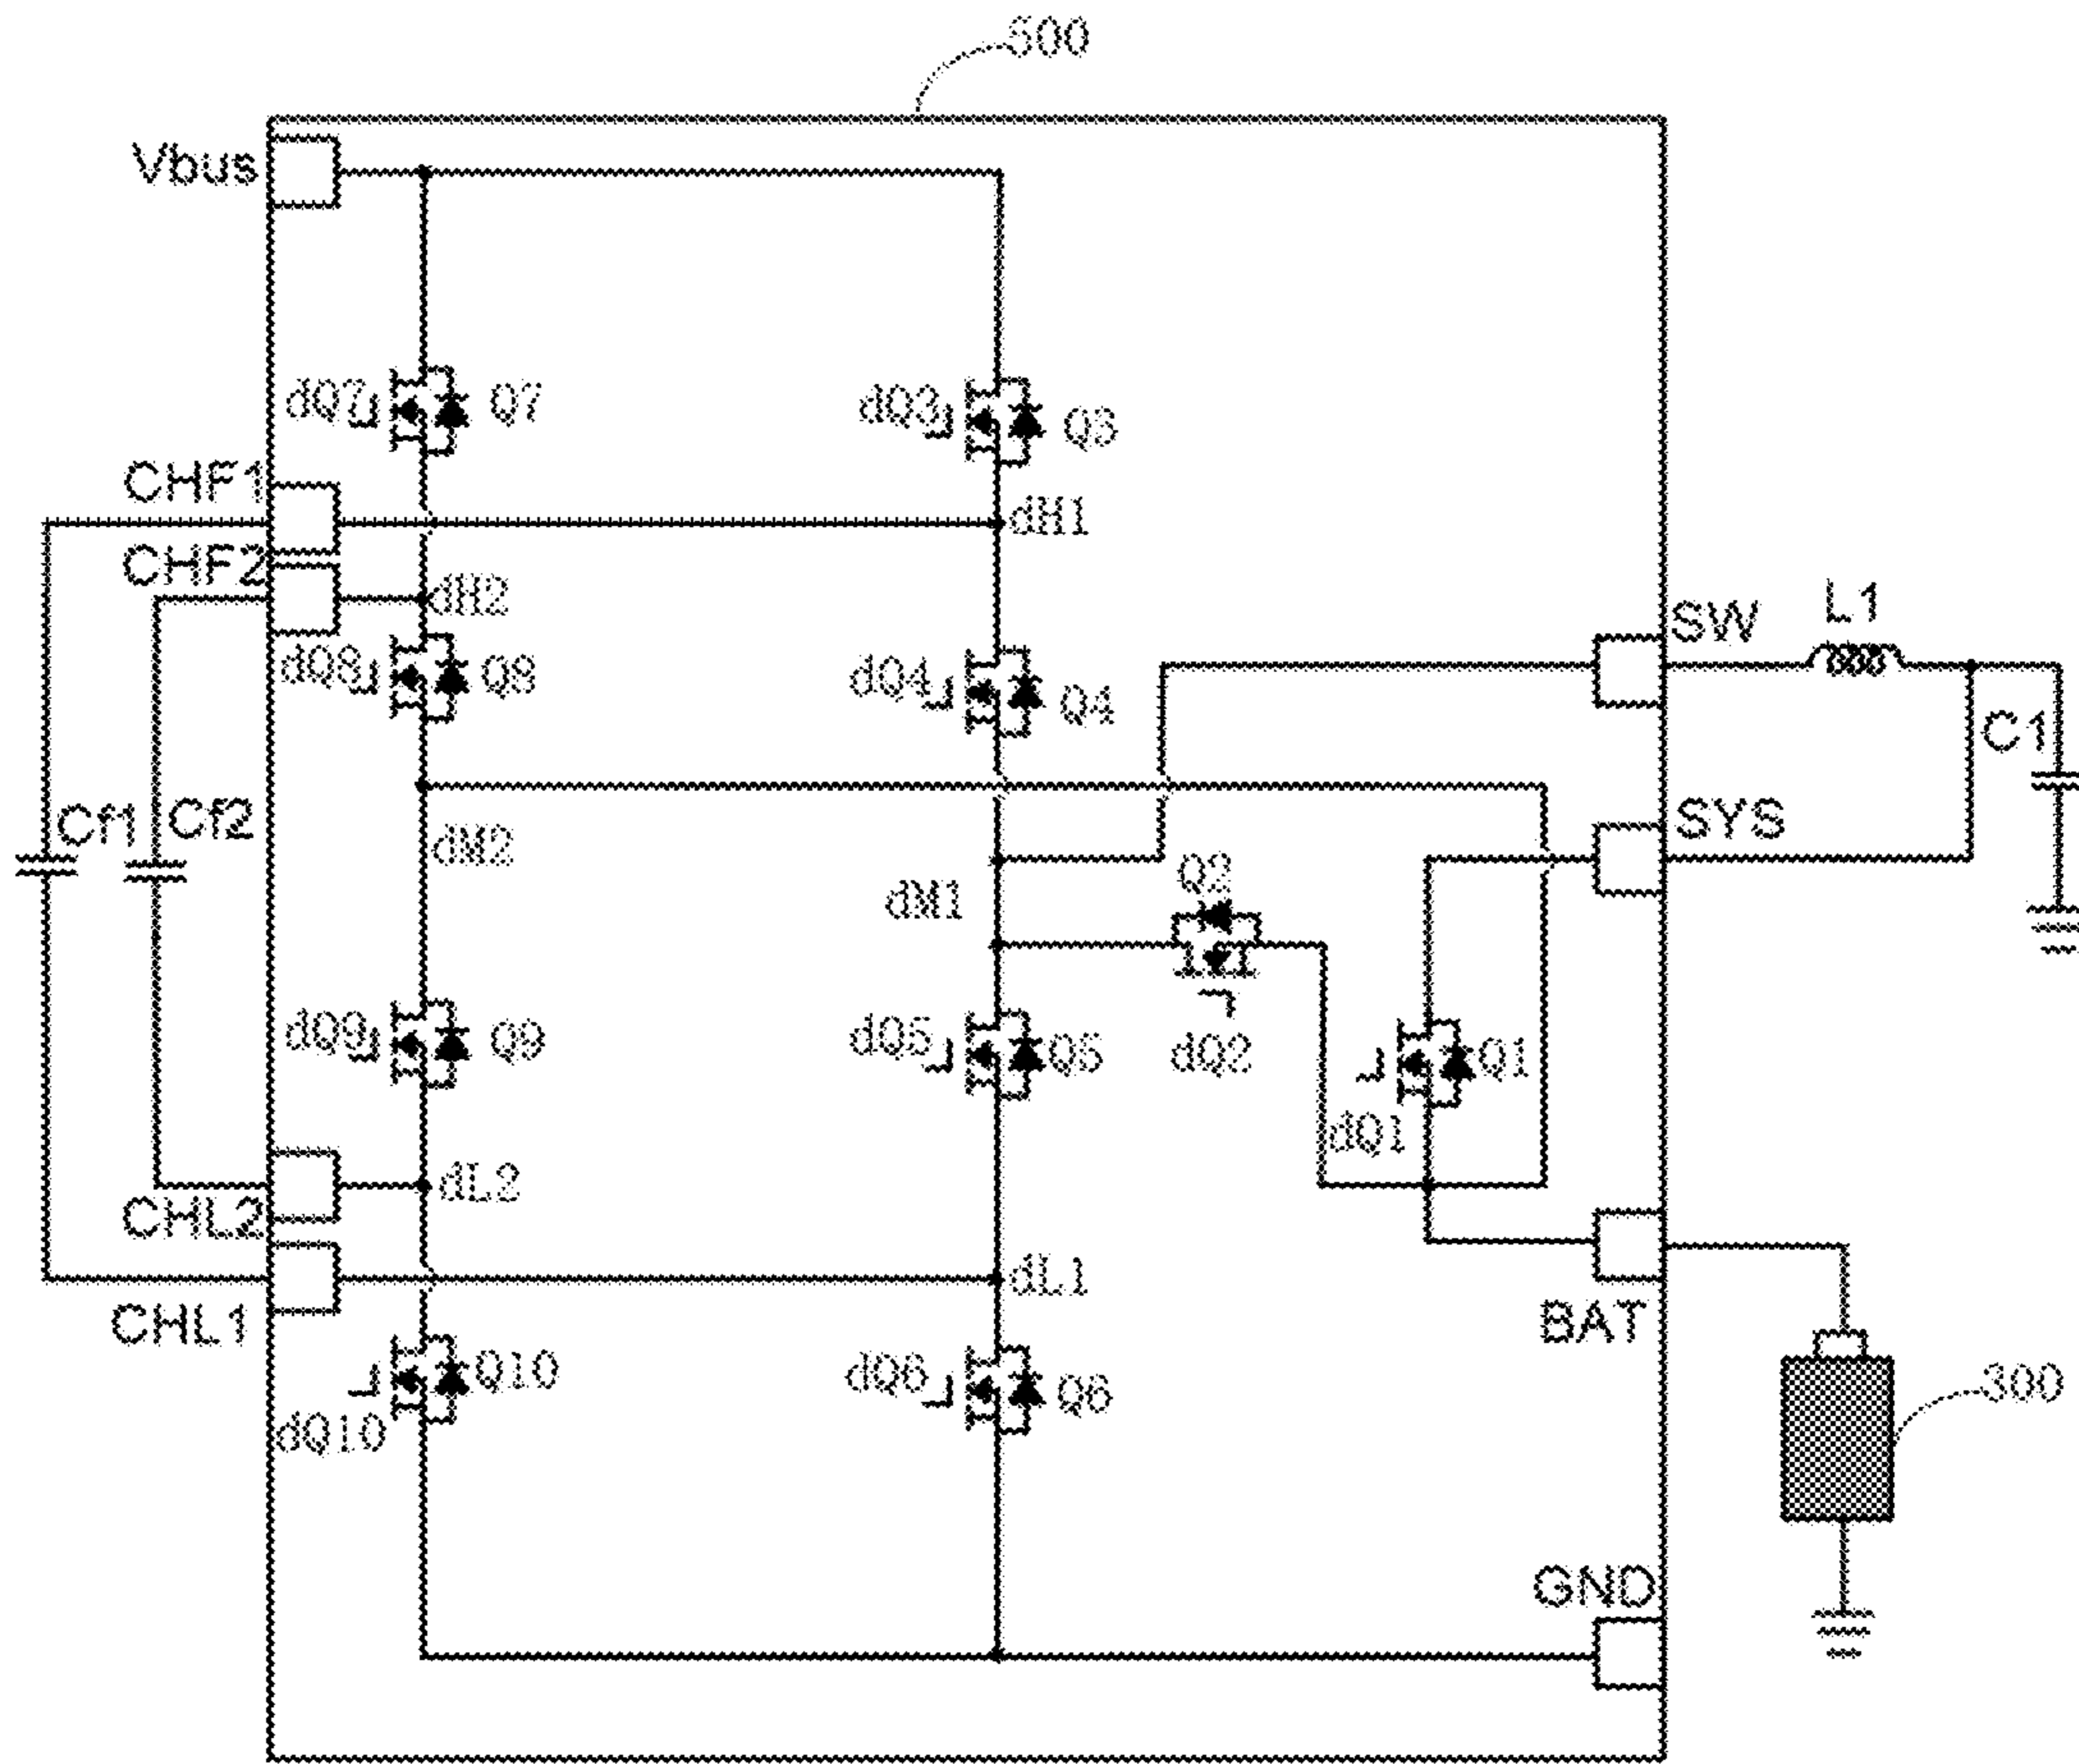 500
Vbus
dQ7 Q7
dQ3 Q3
CHF1
dH1
CHF2
dH2
SW
L1
dQ8 Q8
dQ4 Q4
C1
Cf1
Cf2
dM2
SYS
Q2
dM1
dQ9 Q9
dQ5 Q5
dQ2
Q1
dQ1
dL2
CHL2
dL1
CHL1
BAT
Q10
dQ10
dQ6 Q6
300
GND